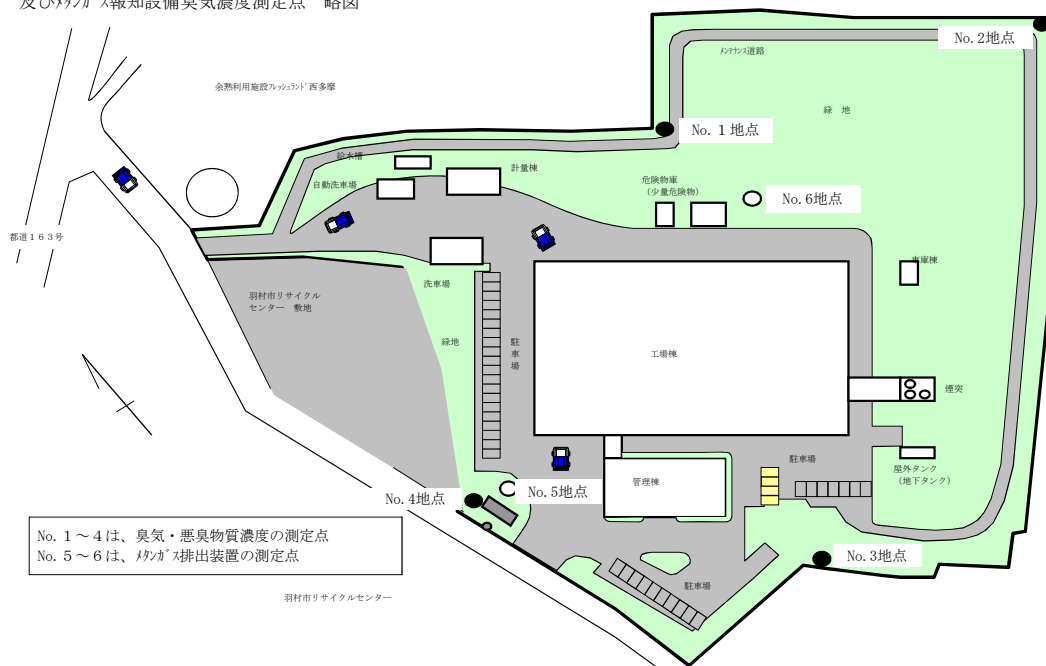 及びﾒﾀﾝｶﾞｽ報知設備臭気濃度測定点　略図
No. 2地点
ﾒﾝﾃﾅﾝｽ道路
余熱利用施設ﾌﾚｯｼｭﾗﾝﾄﾞ西多摩
緑　地
No. 1 地点
給水槽
計量棟
自動洗車場
危険物庫
（少量危険物）
No. 6地点
都道１６３号
車庫棟
洗車場
羽村市リサイクル
センター　敷地
緑地
駐車場
工場棟
煙突
駐車場
屋外タンク
（地下タンク）
管理棟
No. 4地点
No. 5地点
No. 1～4は、臭気・悪臭物質濃度の測定点
No. 5～6は、ﾒﾀﾝｶﾞｽ排出装置の測定点
No. 3地点
駐車場
羽村市リサイクルセンター